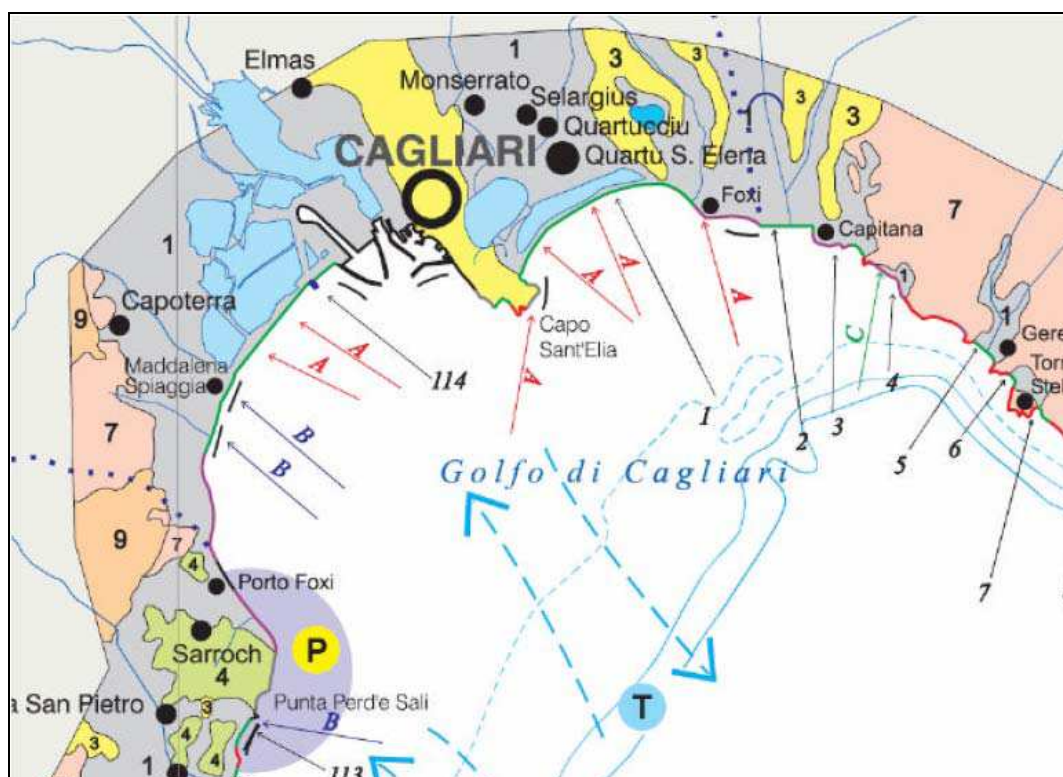 1
3
3
Elmas
Monserrato
Selargius
3
3
1
Quartucciu
CAGLIARI
Quartu S. Elena
Foxi
7
1
Capitana
1
9
Capoterra
A
A
A
C
1
Capo
Sant'Elia
Gere
Maddalena
Spiaggia
A
A
114
A
4
Torr
Stel
1
2
3
5
6
7
B
B
Golfo di Cagliari
9
7
4
7
Porto Foxi
Sarroch
P
4
a San Pietro
Punta Perd'e Sali
T
3
B
3
4
4
1
113